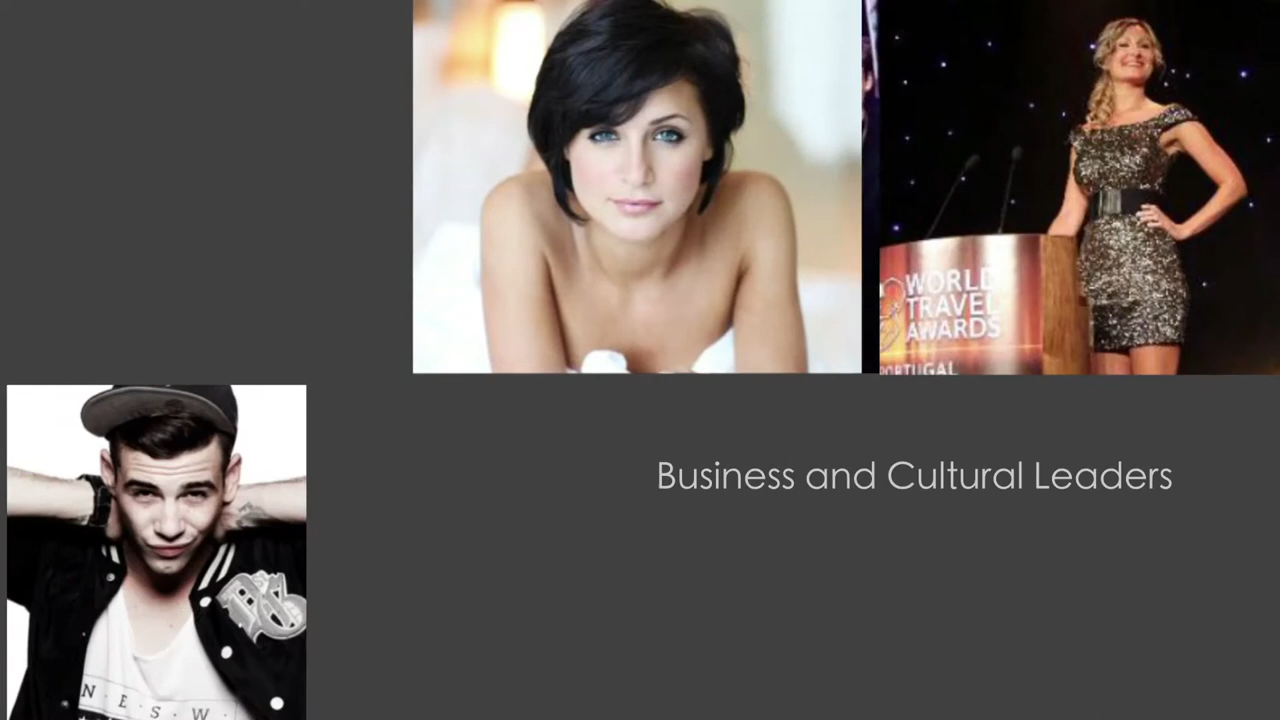 WORLD
TRAVEL
AWARDS
PORTUGAL
Business and Cultural Leaders
N · E · S · W ·